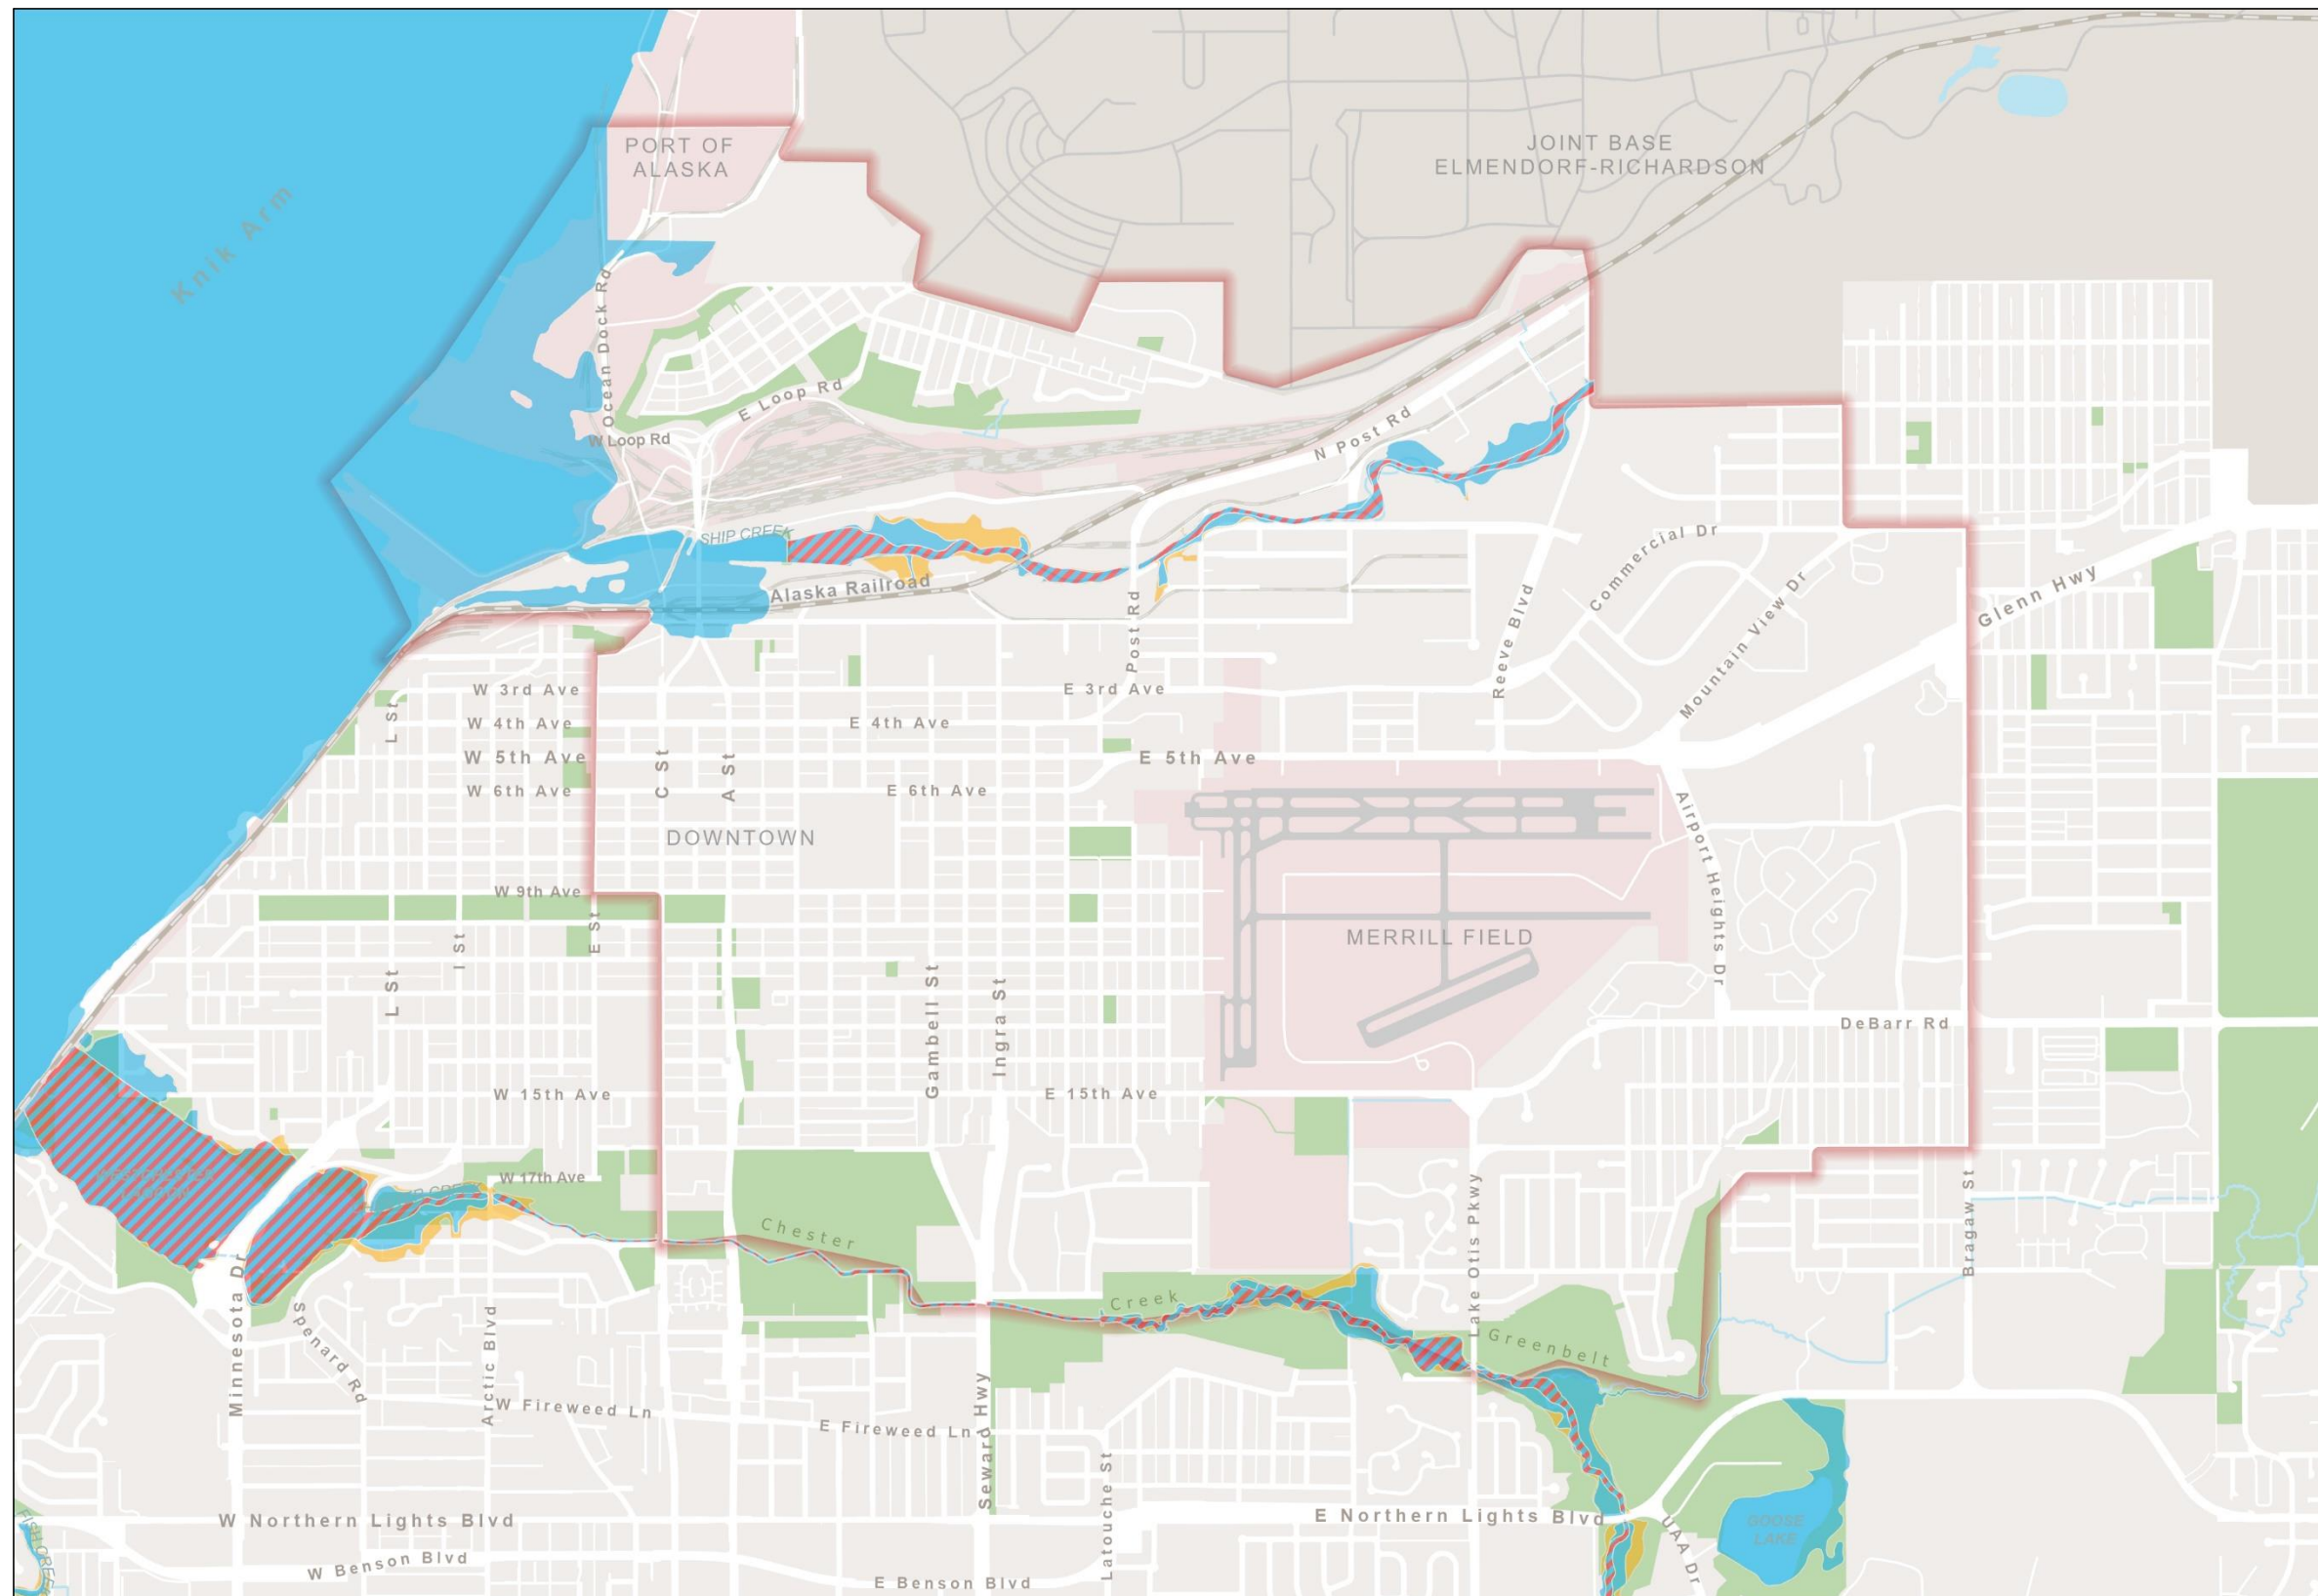 PORT OF
ALASKA
JOINT BASE
ELMENDORF-RICHARDSON
Knik Arm
Ocean Dock Rd
E Loop Rd
W Loop Rd
N Post Rd
SHIP CREEK
Alaska Railroad
Commercial Dr
Glenn Hwy
Post Rd
Reeve Blvd
Mountain View Dr
W 3rd Ave
E 3rd Ave
L St
W 4th Ave
E 4th Ave
W 5th Ave
C St
A St
E 5th Ave
W 6th Ave
E 6th Ave
Airport Heights Dr
DOWNTOWN
W 9th Ave
E St
I St
MERRILL FIELD
L St
Gambell St
Ingra St
DeBarr Rd
W 15th Ave
E 15th Ave
W 17th Ave
Chester
Creek
Greenbelt
Lake Otis Pkwy
Bragaw St
Minnesota Dr
Spenard Rd
Arctic Blvd
W Fireweed Ln
E Fireweed Ln
Seward Hwy
Latouche St
W Northern Lights Blvd
E Northern Lights Blvd
UAA Dr
GOOSE
LAKE
FISH CREEK
W Benson Blvd
E Benson Blvd